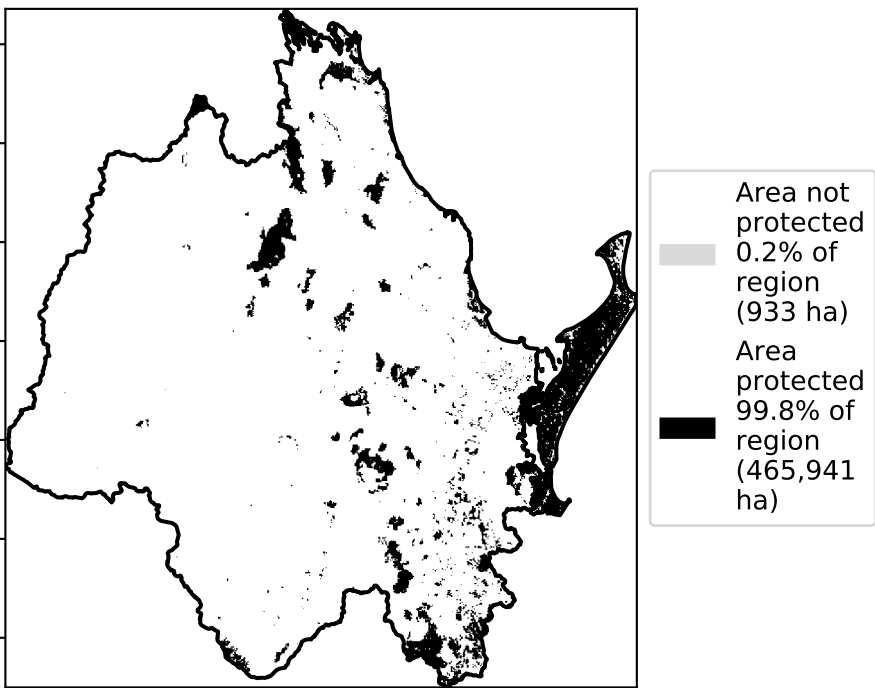 Area not
protected
0.2% of
region
(933 ha)
Area
protected
99.8% of
region
(465,941
ha)